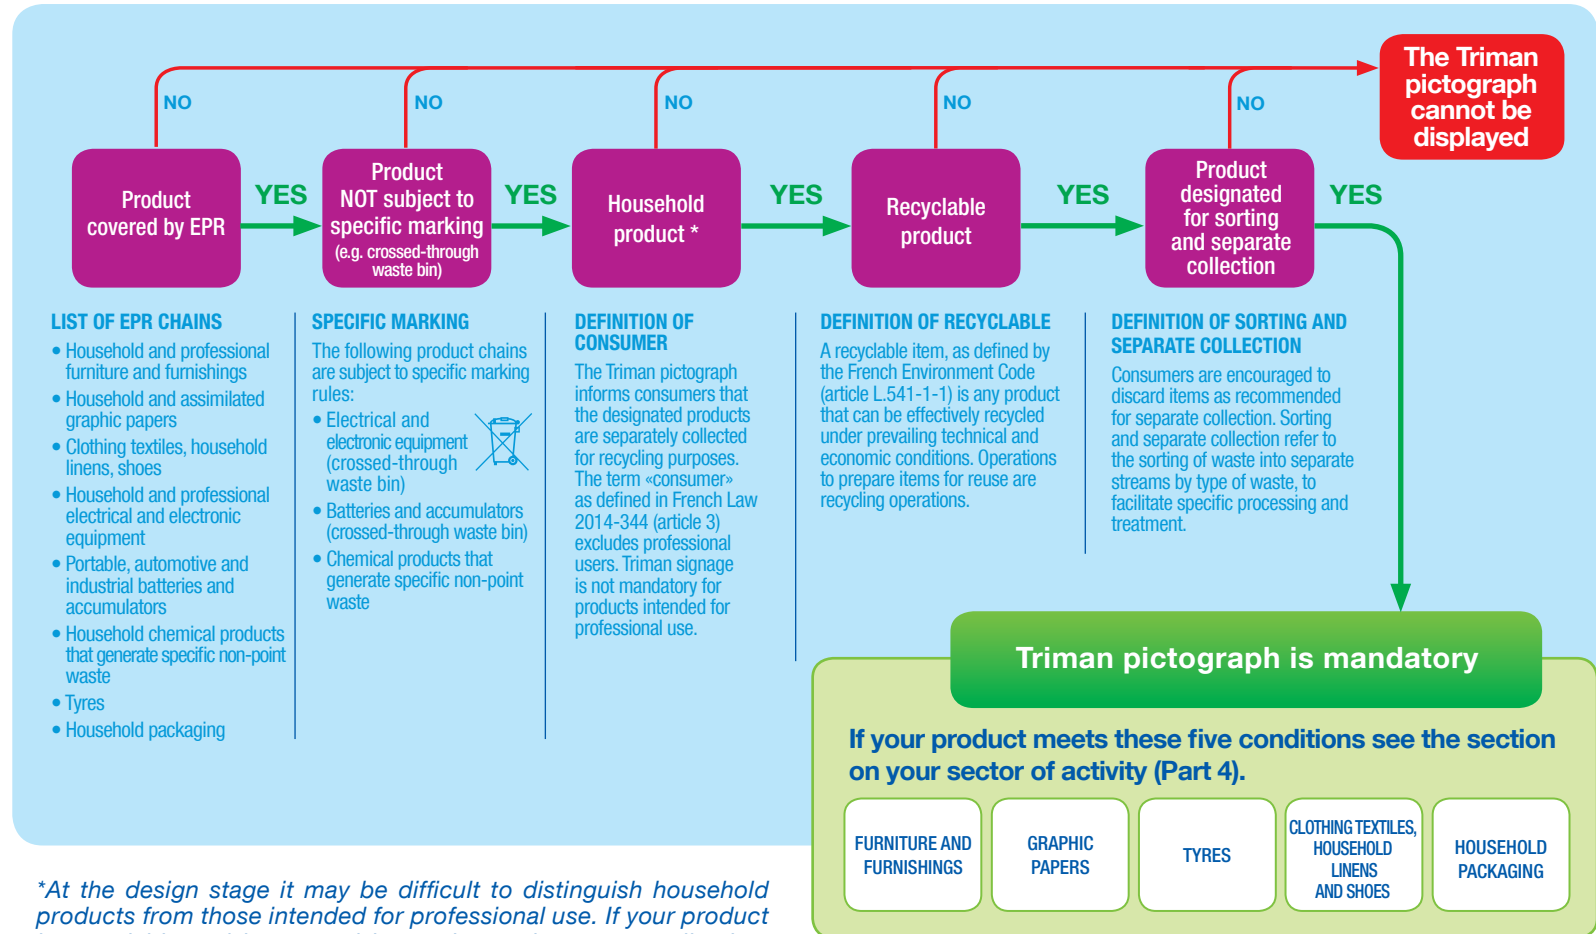 The Triman
pictograph
cannot be
displayed
NO
NO
NO
NO
NO
Product
covered by EPR
YES
Product
NOT subject to
specific marking
(e.g. crossed-through
waste bin)
YES
Household
product *
YES
Recyclable
product
YES
Product
designated
for sorting
and separate
collection
YES
LIST OF EPR CHAINS
• Household and professional
furniture and furnishings
• Household and assimilated
graphic papers
• Clothing textiles, household
linens, shoes
• Household and professional
electrical and electronic
equipment
• Portable, automotive and
industrial batteries and
accumulators
• Household chemical products
that generate specific non-point
waste
• Tyres
• Household packaging
SPECIFIC MARKING
The following product chains
are subject to specific marking
rules:
• Electrical and
electronic equipment
(crossed-through
waste bin)
• Batteries and accumulators
(crossed-through waste bin)
• Chemical products that
generate specific non-point
waste
DEFINITION OF
CONSUMER
The Triman pictograph
informs consumers that
the designated products
are separately collected
for recycling purposes.
The term «consumer»
as defined in French Law
2014-344 (article 3)
excludes professional
users. Triman signage
is not mandatory for
products intended for
professional use.
DEFINITION OF RECYCLABLE
A recyclable item, as defined by
the French Environment Code
(article L.541-1-1) is any product
that can be effectively recycled
under prevailing technical and
economic conditions. Operations
to prepare items for reuse are
recycling operations.
DEFINITION OF SORTING AND
SEPARATE COLLECTION
Consumers are encouraged to
discard items as recommended
for separate collection. Sorting
and separate collection refer to
the sorting of waste into separate
streams by type of waste, to
facilitate specific processing and
treatment.
Triman pictograph is mandatory
If your product meets these five conditions see the section
on your sector of activity (Part 4).
FURNITURE AND
FURNISHINGS
GRAPHIC
PAPERS
TYRES
CLOTHING TEXTILES,
HOUSEHOLD
LINENS
AND SHOES
HOUSEHOLD
PACKAGING
*At the design stage it may be difficult to distinguish household
products from those intended for professional use. If your product